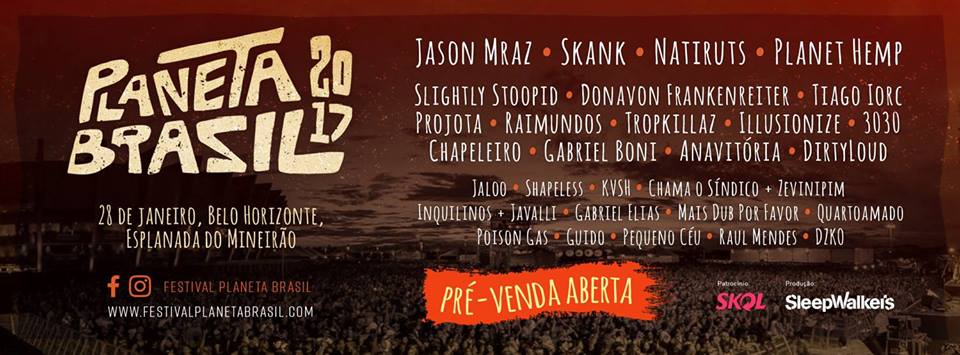 PLANETA 20
BRASIL 17
28 DE JANEIRO, BELO HORIZONTE,
ESPLANADA DO MINEIRÃO
FESTIVAL PLANETA BRASIL
WWW.FESTIVALPLANETABRASIL.COM
JASON MRAZ • SKANK • NATIRUTS • PLANET HEMP
SLIGHTLY STOOPID • DONAVON FRANKENREITER • TIAGO IORC
PROJOTA • RAIMUNDOS • TROPKILLAZ • ILLUSIONIZE • 3030
CHAPELEIRO • GABRIEL BONI • ANAVITÓRIA • DIRTYLOUD
JALOO • SHAPELESS • KVSH • CHAMA O SÍNDICO + ZEVINIPIM
INQUILINOS + JAVALLI • GABRIEL ELIAS • MAIS DUB POR FAVOR • QUARTOAMADO
POISON GAS • GUIDO • PEQUENO CÉU • RAUL MENDES • DZKO
PRÉ-VENDA ABERTA
Patrocínio:
SKOL
Produção:
SLEEPWALKERS